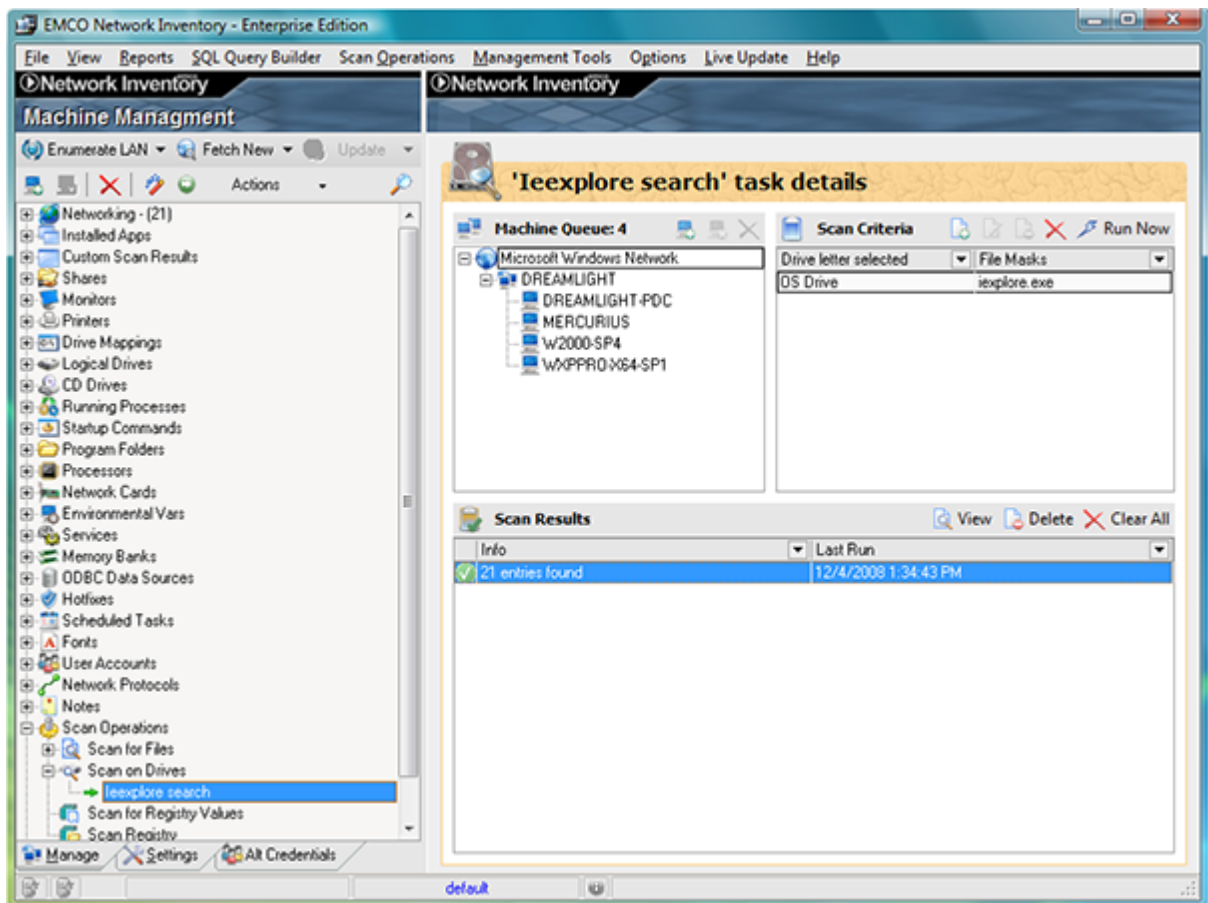 EMCO Network Inventory - Enterprise Edition
File View Reports SQL Query Builder Scan Operations Management Tools Options Live Update Help
Network Inventory
Network Inventory
Machine Managment
Enumerate LAN Fetch New Update
Actions
'Ieexplore search' task details
Networking - (21)
Installed Apps
Custom Scan Results
Shares
Monitors
Printers
Drive Mappings
Logical Drives
CD Drives
Running Processes
Startup Commands
Program Folders
Processors
Network Cards
Environmental Vars
Services
Memory Banks
ODBC Data Sources
Hotfixes
Scheduled Tasks
Fonts
User Accounts
Network Protocols
Notes
Scan Operations
Scan for Files
Scan on Drives
Ieexplore search
Scan for Registry Values
Scan Registry
Manage Settings Alt Credentials
Machine Queue: 4
Microsoft Windows Network
DREAMLIGHT
DREAMLIGHT-PDC
MERCURIUS
W2000-SP4
WXPPRO-X64-SP1
Scan Criteria Run Now
Drive letter selected File Masks
OS Drive iexplore.exe
Scan Results View Delete Clear All
Info Last Run
21 entries found 12/4/2008 1:34:43 PM
default